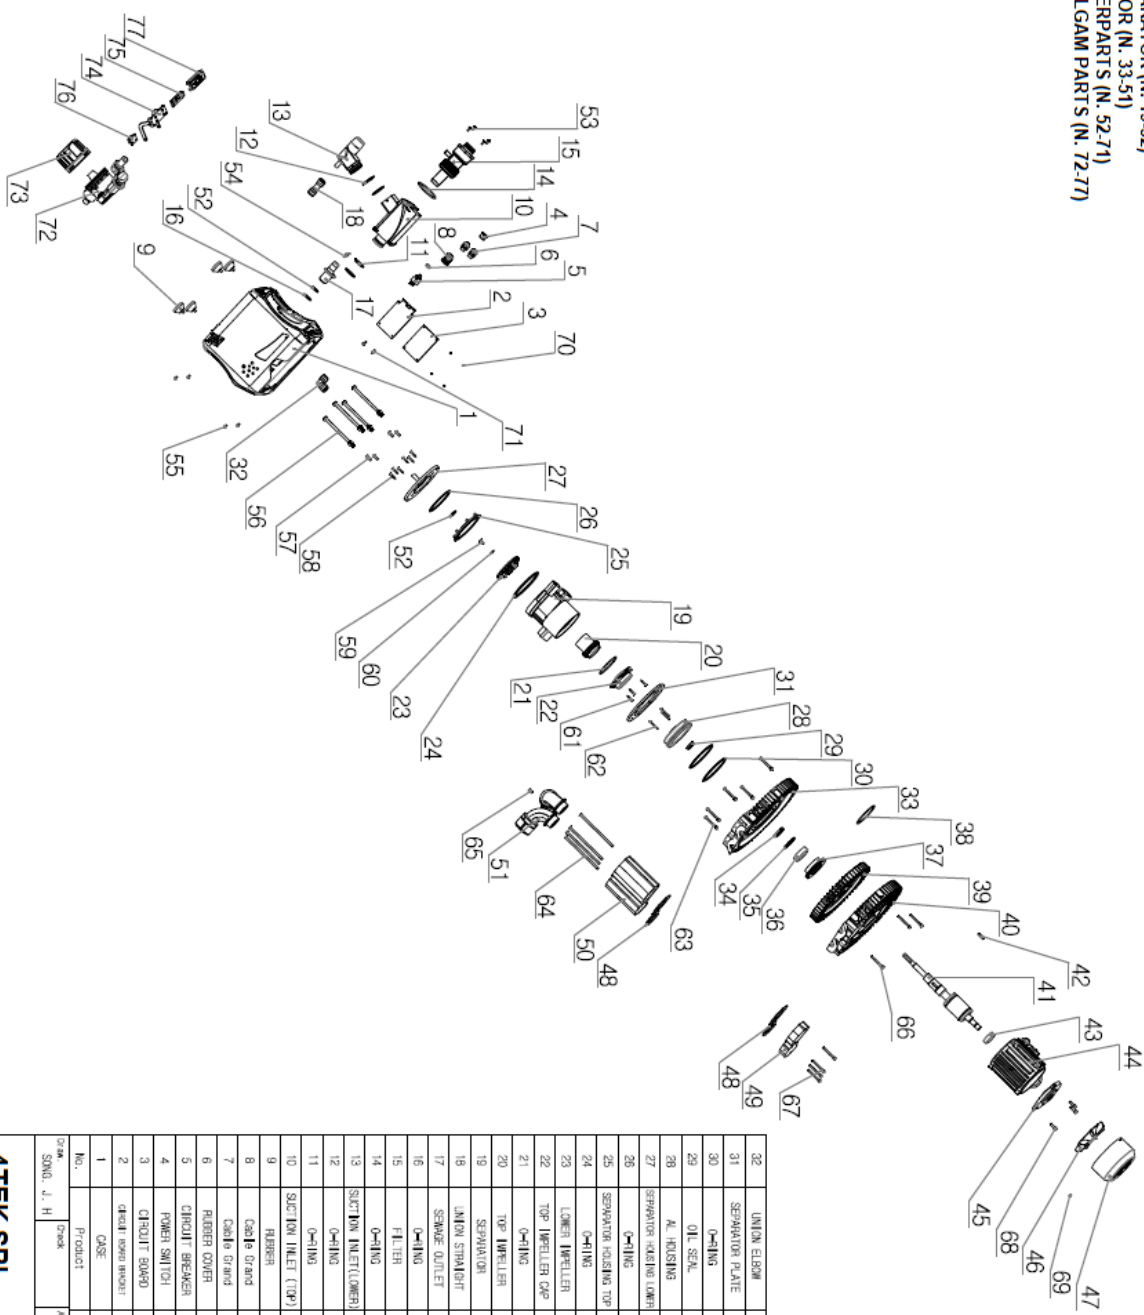 OR (N. 33-51)
ERPARTS (N. 52-71)
LGAM PARTS (N. 72-77)
77
75
74
76
73
72
13
12
54
52
16
9
53
15
14
10
4
7
8
6
5
18
11
17
2
3
70
1
71
55
32
56
57
58
27
26
52
25
59
60
23
24
19
20
21
22
61
62
31
28
29
30
65
51
64
50
48
63
33
34
35
36
38
37
39
40
66
42
41
43
44
48
49
67
45
68
46
69
47
32 UNION ELBOW
31 SEPARATOR PLATE
30 O-RING
29 OIL SEAL
28 AL HOUSING
27 SEPARATOR HOUSING LOWER
26 O-RING
25 SEPARATOR HOUSING TOP
24 O-RING
23 LOWER IMPELLER
22 TOP IMPELLER CAP
21 O-RING
20 TOP IMPELLER
19 SEPARATOR
18 UNION STRAIGHT
17 SEWAGE OUTLET
16 O-RING
15 FILTER
14 O-RING
13 SUCTION INLET(LOWER)
12 O-RING
11 O-RING
10 SUCTION INLET (TOP)
9 RUBBER
8 Cable Grand
7 Cable Grand
6 RUBBER COVER
5 CIRCUIT BREAKER
4 POWER SWITCH
3 CIRCUIT BOARD
2 CIRCUIT BOARD BRACKET
1 CASE
No. Product
Draw. Check
SONG. J. H
4TEK SRL